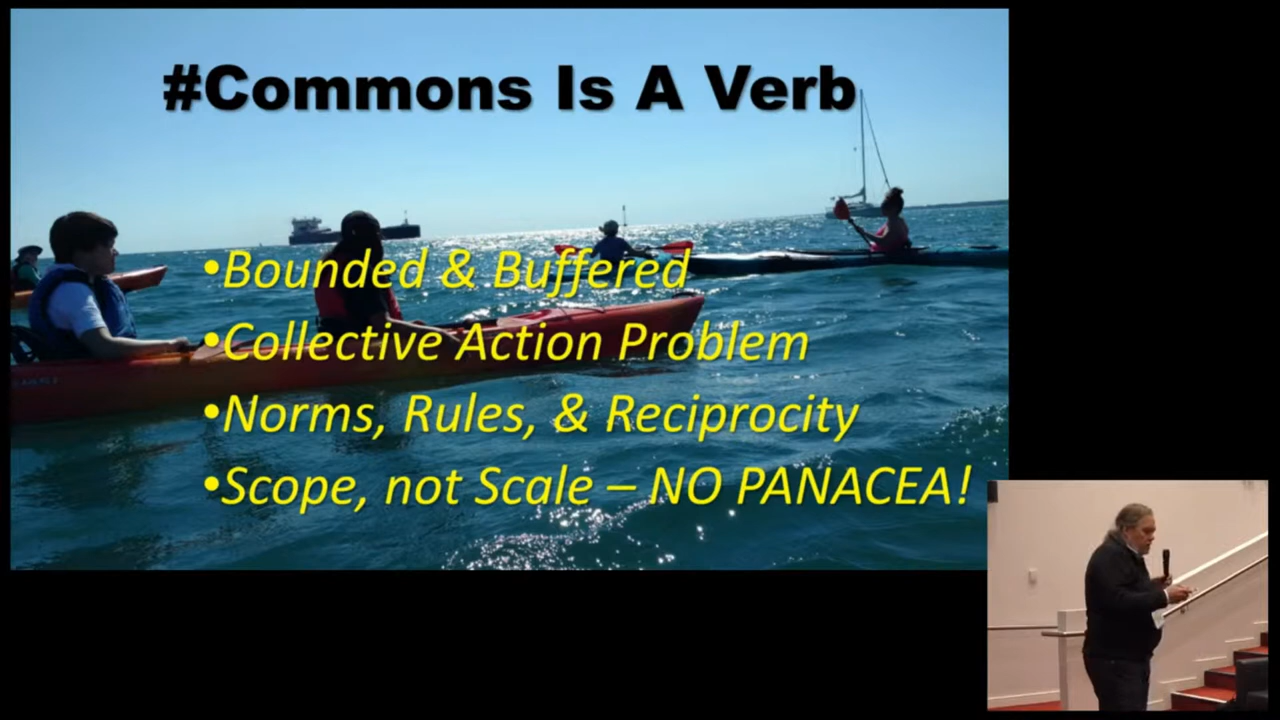 #Commons Is A Verb
•Bounded & Buffered
•Collective Action Problem
•Norms, Rules, & Reciprocity
•Scope, not Scale – NO PANACEA!